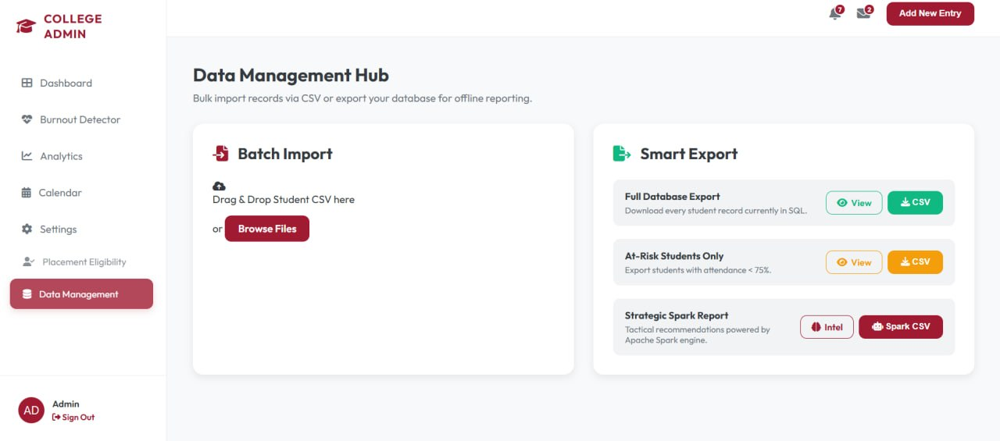 COLLEGE
ADMIN
7
2
Add New Entry
Dashboard
Burnout Detector
Analytics
Calendar
Settings
Placement Eligibility
Data Management
AD
Admin
Sign Out
Data Management Hub
Bulk import records via CSV or export your database for offline reporting.
Batch Import
Drag & Drop Student CSV here
or Browse Files
Smart Export
Full Database Export
Download every student record currently in SQL.
View
CSV
At-Risk Students Only
Export students with attendance < 75%.
View
CSV
Strategic Spark Report
Tactical recommendations powered by
Apache Spark engine.
Intel
Spark CSV